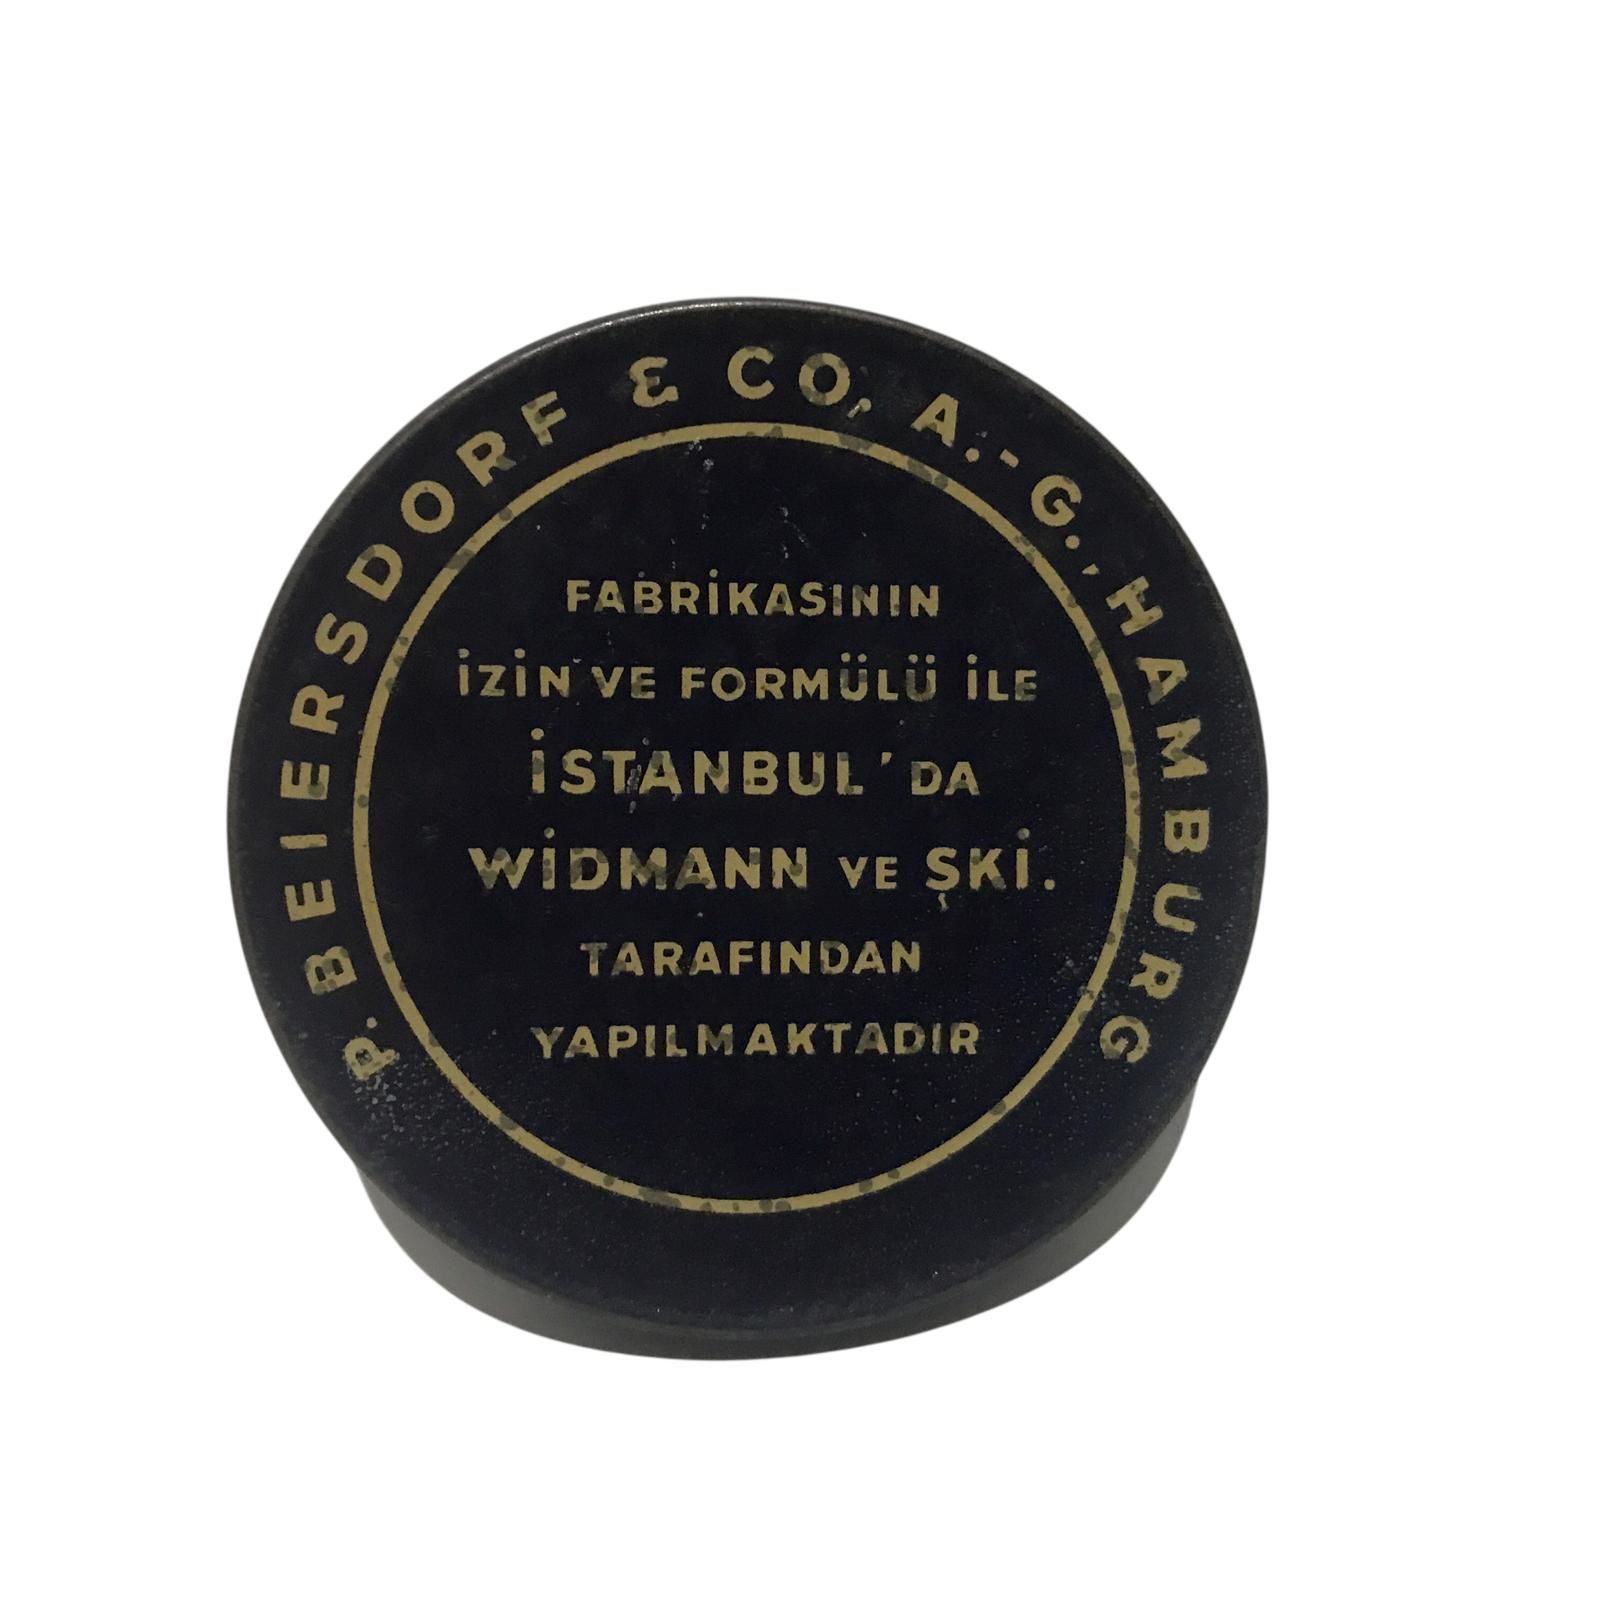 P. BEIERSDORF & CO, A.-G., HAMBURG
FABRİKASININ
İZİN VE FORMÜLÜ İLE
İSTANBUL'DA
WİDMANN VE ŞKİ.
TARAFINDAN
YAPILMAKTADIR